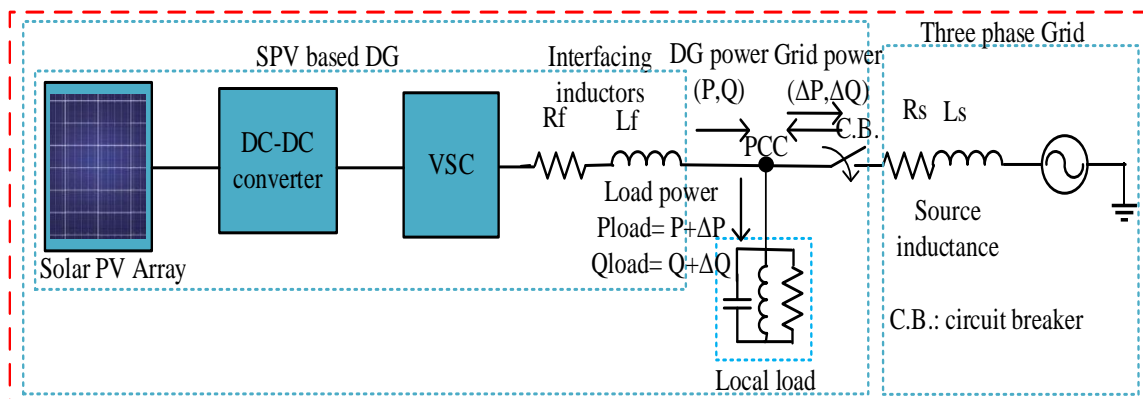 Three phase Grid
SPV based DG
Interfacing
inductors
DG power
(P,Q)
Grid power
(ΔP,ΔQ)
Rf
Lf
C.B.
PCC
Rs
Ls
DC-DC
converter
VSC
Load power
Pload= P+ΔP
Qload= Q+ΔQ
Source
inductance
Solar PV Array
C.B.: circuit breaker
Local load